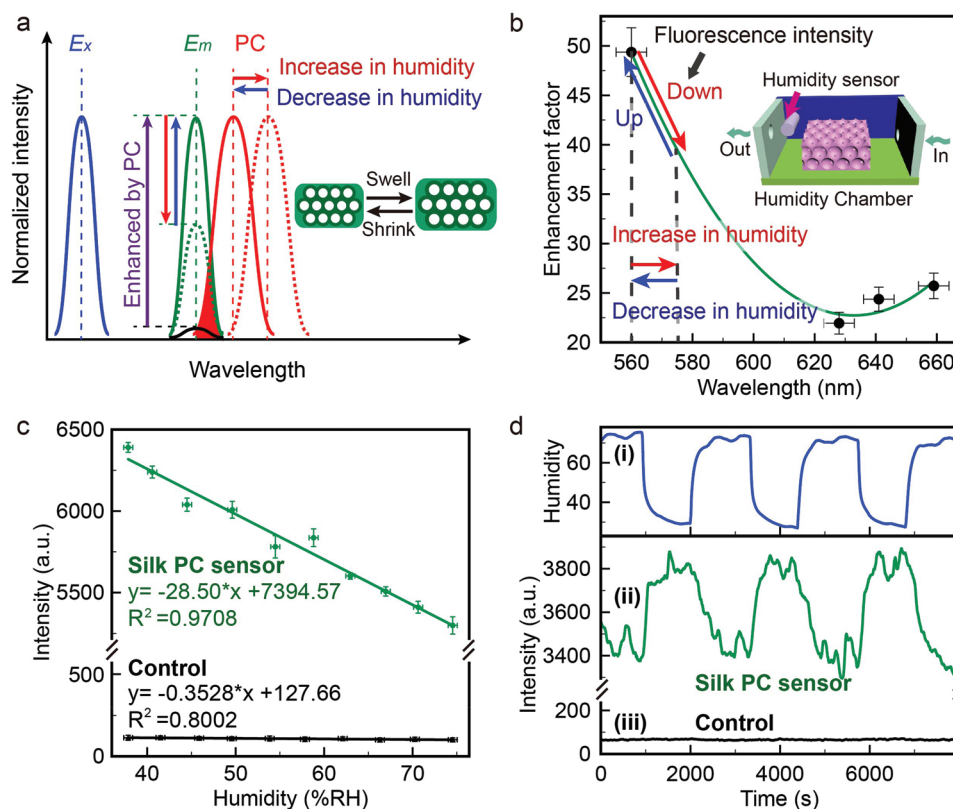 a
Ex
Em
PC
Increase in humidity
Decrease in humidity
Normalized intensity
Enhanced by PC
Swell
Shrink
Wavelength
b
Fluorescence intensity
Humidity sensor
Down
Up
Out
In
Humidity Chamber
Increase in humidity
Decrease in humidity
Enhancement factor
50
45
40
35
30
25
20
560
580
600
620
640
660
Wavelength (nm)
c
6500
6000
5500
500
0
Intensity (a.u.)
Silk PC sensor
y= -28.50*x +7394.57
R² =0.9708
Control
y= -0.3528*x +127.66
R² =0.8002
40
50
60
70
Humidity (%RH)
d
Humidity
60
40
(i)
Intensity (a.u.)
3800
3600
3400
200
0
(ii)
Silk PC sensor
(iii)
Control
0
2000
4000
6000
Time (s)